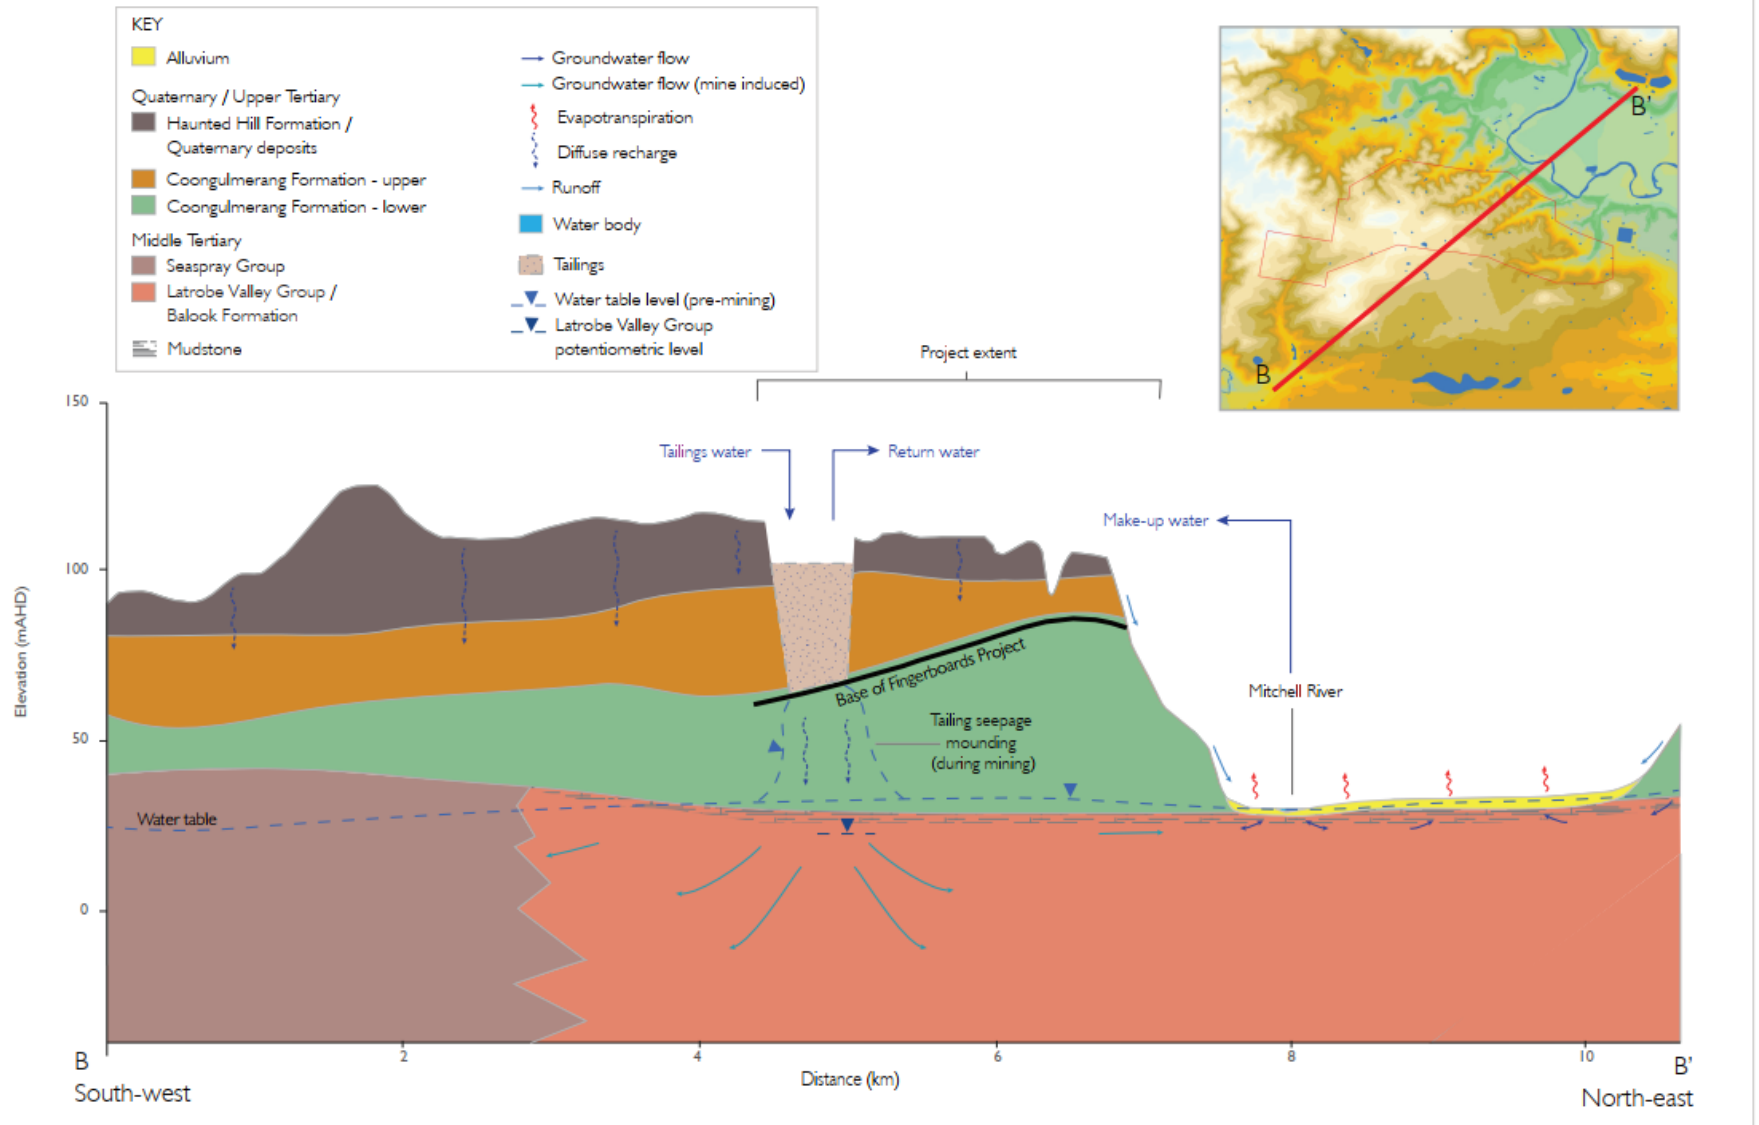 KEY
Alluvium
Quaternary / Upper Tertiary
Haunted Hill Formation /
Quaternary deposits
Coongulmerang Formation - upper
Coongulmerang Formation - lower
Middle Tertiary
Seaspray Group
Latrobe Valley Group /
Balook Formation
Mudstone
Groundwater flow
Groundwater flow (mine induced)
Evapotranspiration
Diffuse recharge
Runoff
Water body
Tailings
Water table level (pre-mining)
Latrobe Valley Group
potentiometric level
B'
B
Project extent
150
100
50
0
Elevation (mAHD)
Tailings water
Return water
Make-up water
Mitchell River
Base of Fingerboards Project
Tailing seepage
mounding
(during mining)
Water table
2
4
6
8
10
Distance (km)
B
South-west
B'
North-east